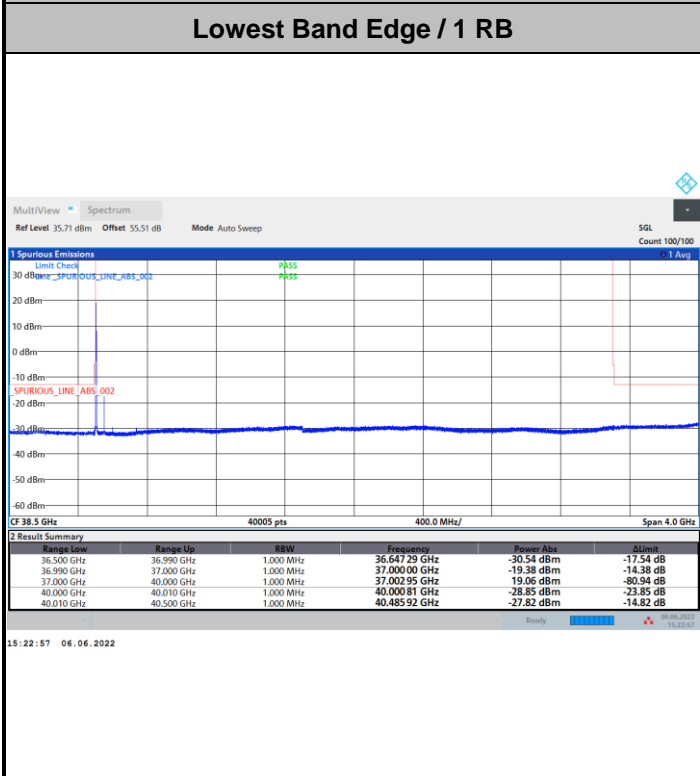 Lowest Band Edge / 1 RB
MultiView Spectrum
Ref Level 35.71 dBm Offset 55.51 dB Mode Auto Sweep SGL
Count 100/100
1 Spurious Emissions 1 Avg
Limit Check PASS
30 dBm Line _SPURIOUS_LINE_ABS_002 PASS
20 dBm
10 dBm
0 dBm
-10 dBm
_SPURIOUS_LINE_ABS_002
-20 dBm
-30 dBm
-40 dBm
-50 dBm
-60 dBm
CF 38.5 GHz 40005 pts 400.0 MHz/ Span 4.0 GHz
2 Result Summary
Range Low Range Up RBW Frequency Power Abs ΔLimit
36.500 GHz 36.990 GHz 1.000 MHz 36.647 29 GHz -30.54 dBm -17.54 dB
36.990 GHz 37.000 GHz 1.000 MHz 37.000 00 GHz -19.38 dBm -14.38 dB
37.000 GHz 40.000 GHz 1.000 MHz 37.002 95 GHz 19.06 dBm -80.94 dB
40.000 GHz 40.010 GHz 1.000 MHz 40.000 81 GHz -28.85 dBm -23.85 dB
40.010 GHz 40.500 GHz 1.000 MHz 40.485 92 GHz -27.82 dBm -14.82 dB
Ready 06.06.2022
15:22:57
15:22:57 06.06.2022